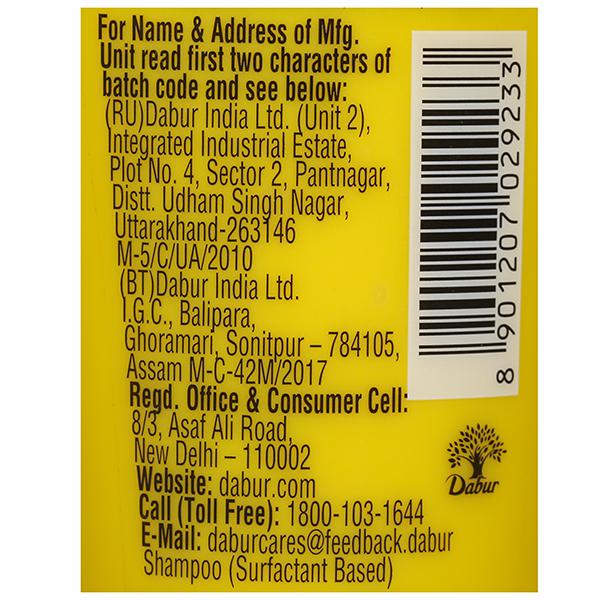 For Name & Address of Mfg.
Unit read first two characters of
batch code and see below:
(RU)Dabur India Ltd. (Unit 2),
Integrated Industrial Estate,
Plot No. 4, Sector 2, Pantnagar,
Distt. Udham Singh Nagar,
Uttarakhand-263146
M-5/C/UA/2010
(BT)Dabur India Ltd.
I.G.C., Balipara,
Ghoramari, Sonitpur – 784105,
Assam M-C-42M/2017
Regd. Office & Consumer Cell:
8/3, Asaf Ali Road,
New Delhi – 110002
Website: dabur.com
Call (Toll Free): 1800-103-1644
E-Mail: daburcares@feedback.dabur
Shampoo (Surfactant Based)
8 901207 029233
Dabur